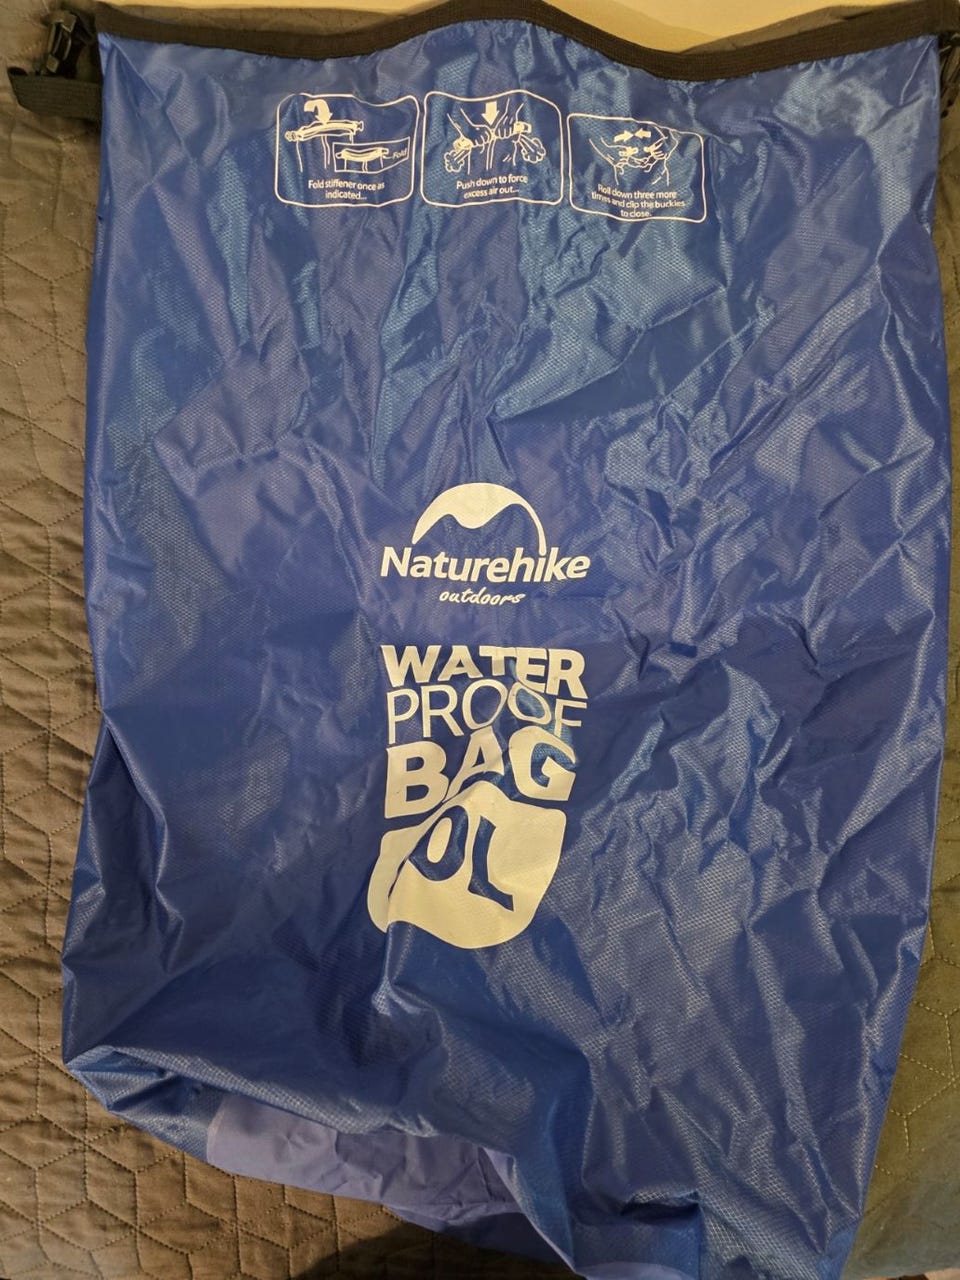 Fold
Fold stiffener once as
indicated...
Push down to force
excess air out...
Roll down three more
times and clip the buckles
to close.
Naturehike
outdoors
WATER
PROOF
BAG